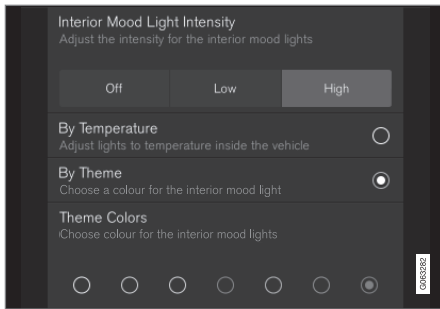 Interior Mood Light Intensity
Adjust the intensity for the interior mood lights
Off Low High
By Temperature
Adjust lights to temperature inside the vehicle
By Theme
Choose a colour for the interior mood light
Theme Colors
Choose colour for the interior mood lights
G063282